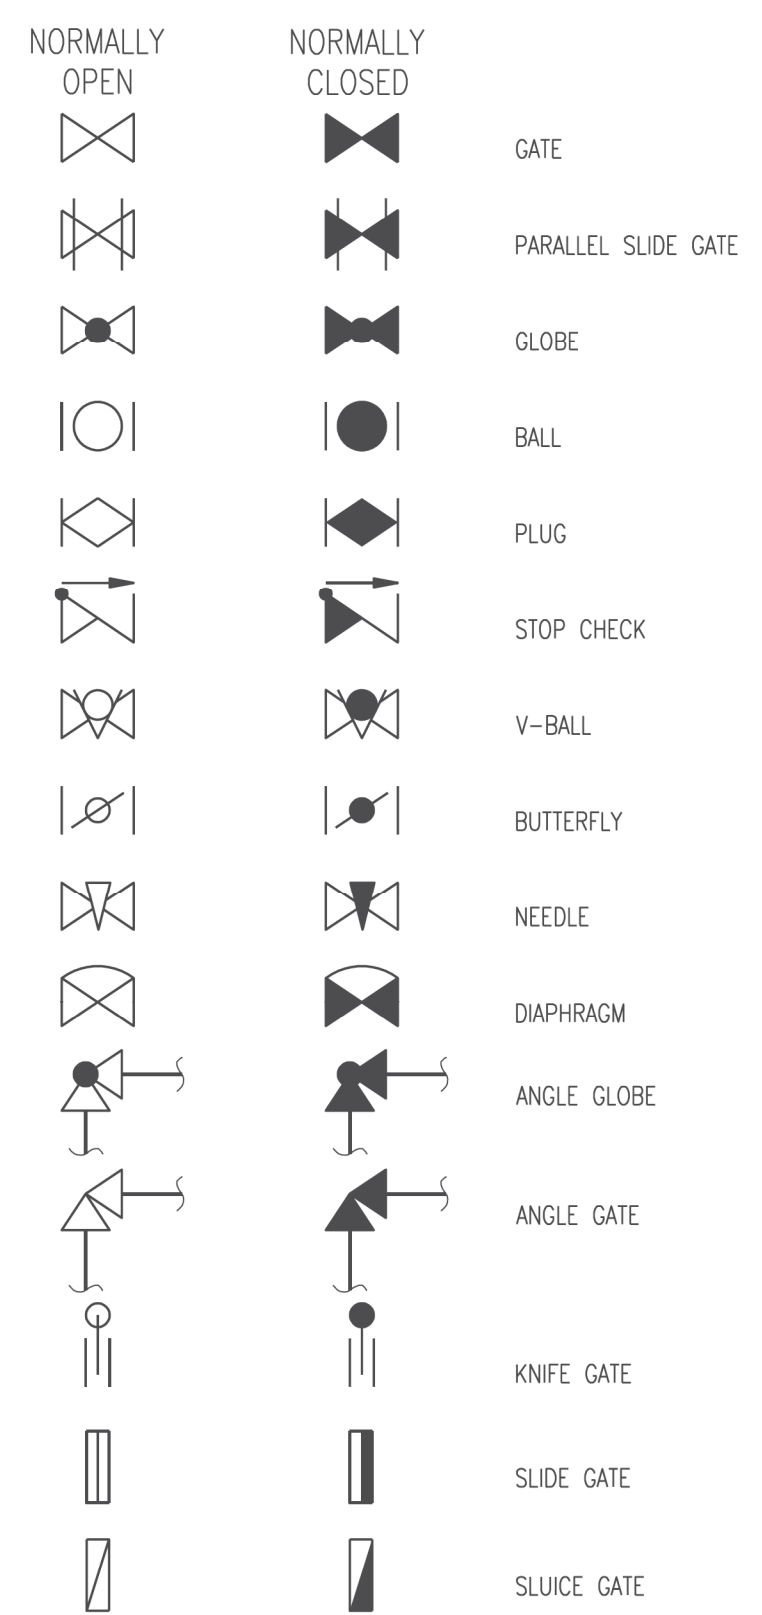 NORMALLY
OPEN
NORMALLY
CLOSED
GATE
PARALLEL SLIDE GATE
GLOBE
BALL
PLUG
STOP CHECK
V-BALL
BUTTERFLY
NEEDLE
DIAPHRAGM
ANGLE GLOBE
ANGLE GATE
KNIFE GATE
SLIDE GATE
SLUICE GATE